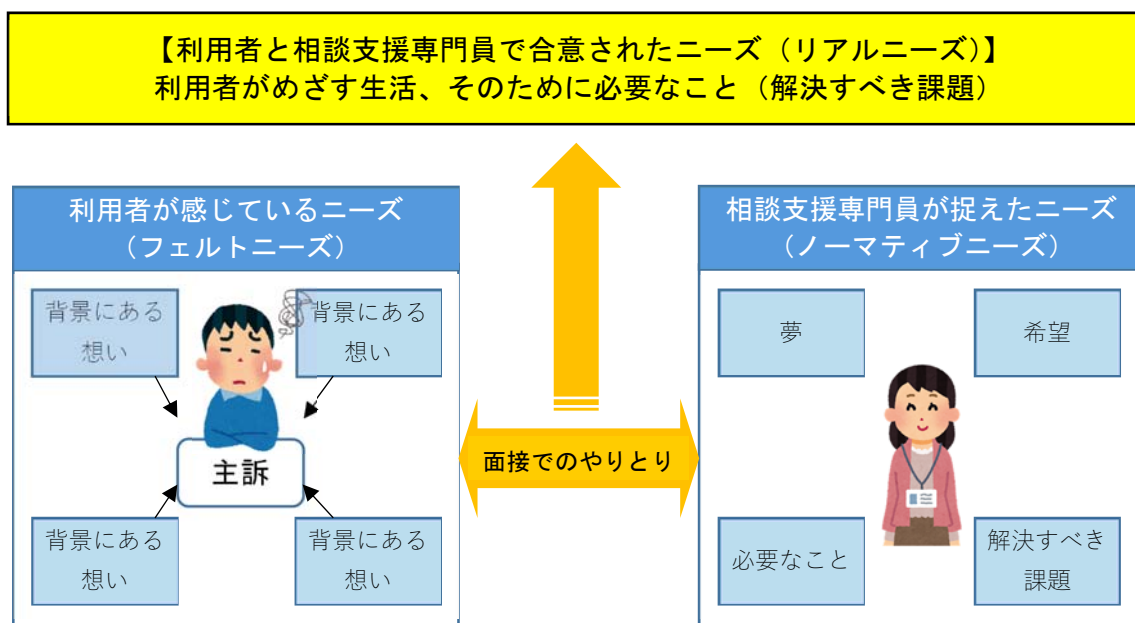 【利用者と相談支援専門員で合意されたニーズ（リアルニーズ）】
利用者がめざす生活、そのために必要なこと（解決すべき課題）
利用者が感じているニーズ
（フェルトニーズ）
背景にある
想い
背景にある
想い
主訴
背景にある
想い
背景にある
想い
面接でのやりとり
相談支援専門員が捉えたニーズ
（ノーマティブニーズ）
夢
希望
必要なこと
解決すべき
課題